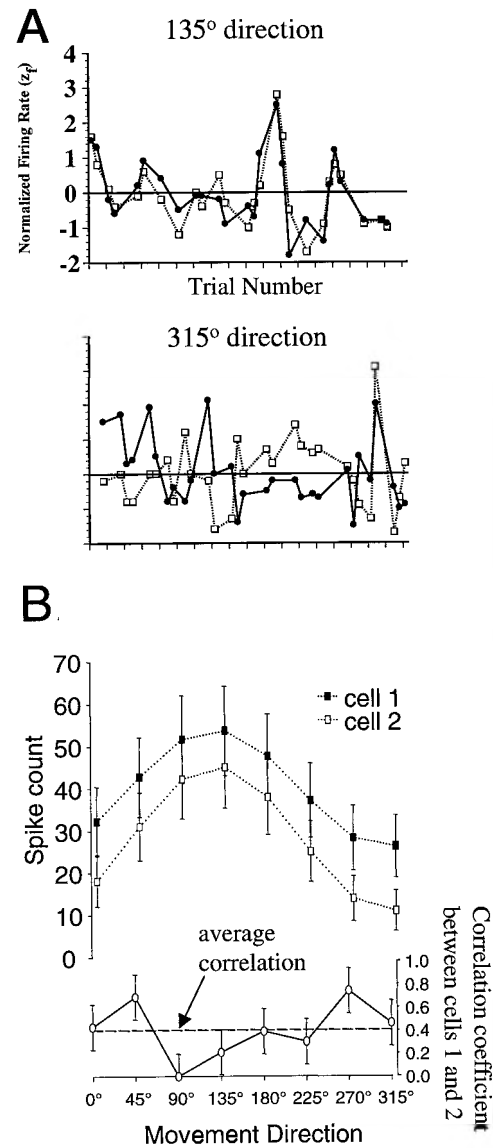 A
135° direction
Normalized Firing Rate (zf)
4
3
2
1
0
-1
-2
Trial Number
315° direction
B
70
60
50
40
30
20
10
0
Spike count
cell 1
cell 2
average
correlation
1.0
0.8
0.6
0.4
0.2
0.0
Correlation coefficient
between cells 1 and 2
0° 45° 90° 135° 180° 225° 270° 315°
Movement Direction